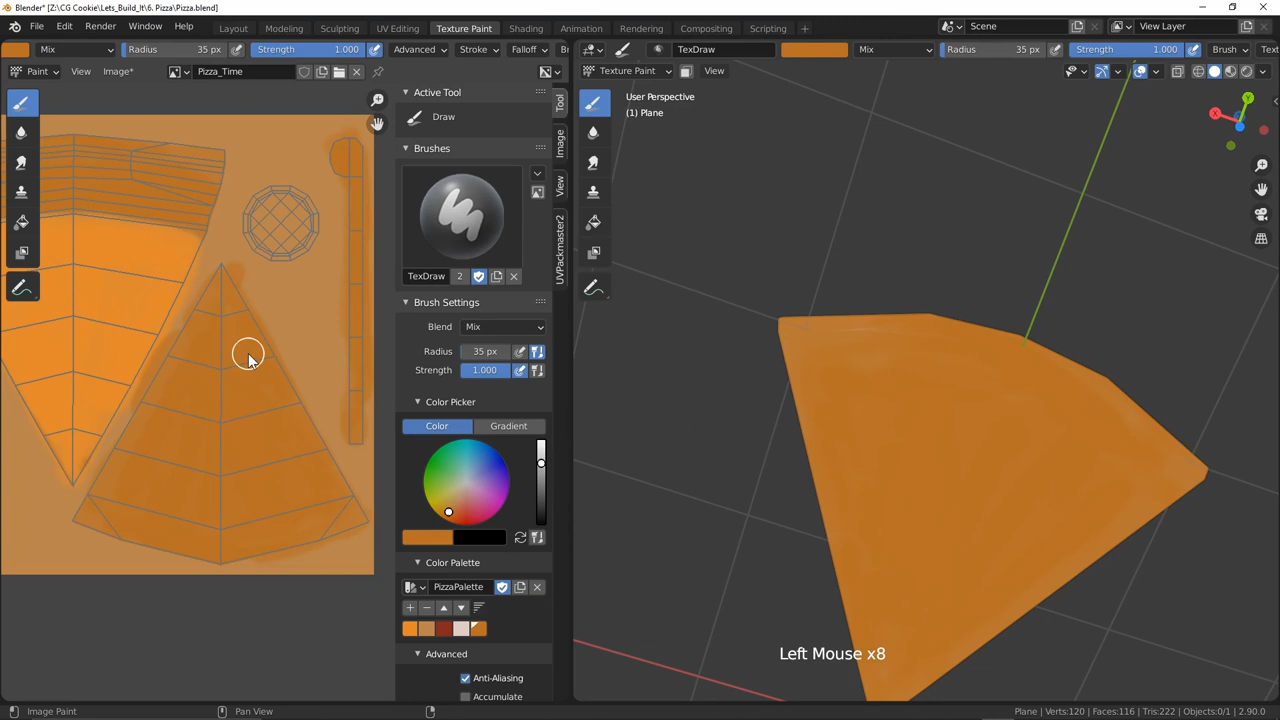 Blender* [Z:\CG Cookie\Lets_Build_It\6. Pizza\Pizza.blend]
File Edit Render Window Help Layout Modeling Sculpting UV Editing Texture Paint Shading Animation Rendering Compositing Scripting Scene View Layer
Mix Radius 35 px Strength 1.000 Advanced Stroke Falloff TexDraw Mix Radius 35 px Strength 1.000 Brush
Paint View Image* Pizza_Time Texture Paint View
Active Tool
Draw
Brushes
TexDraw 2
Brush Settings
Blend Mix
Radius 35 px
Strength 1.000
Color Picker
Color Gradient
Color Palette
PizzaPalette
Advanced
Anti-Aliasing
Accumulate
Tool
Image
View
UVPackmaster2
User Perspective
(1) Plane
X
Y
Z
Left Mouse x8
Image Paint Pan View Plane | Verts:120 | Faces:116 | Tris:222 | Objects:0/1 | 2.90.0